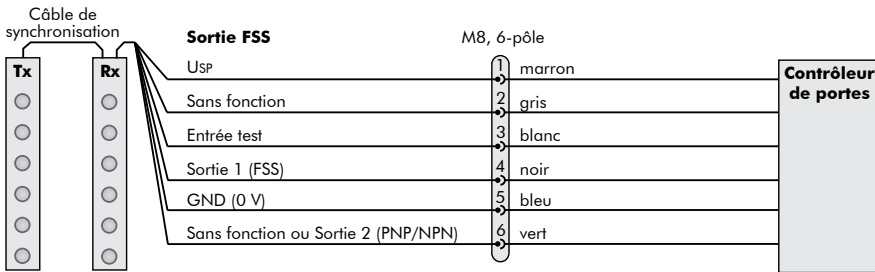 Câble de
synchronisation
Sortie FSS
M8, 6-pôle
Tx
Rx
USP
1
marron
Contrôleur
de portes
Sans fonction
2
gris
Entrée test
3
blanc
Sortie 1 (FSS)
4
noir
GND (0 V)
5
bleu
Sans fonction ou Sortie 2 (PNP/NPN)
6
vert